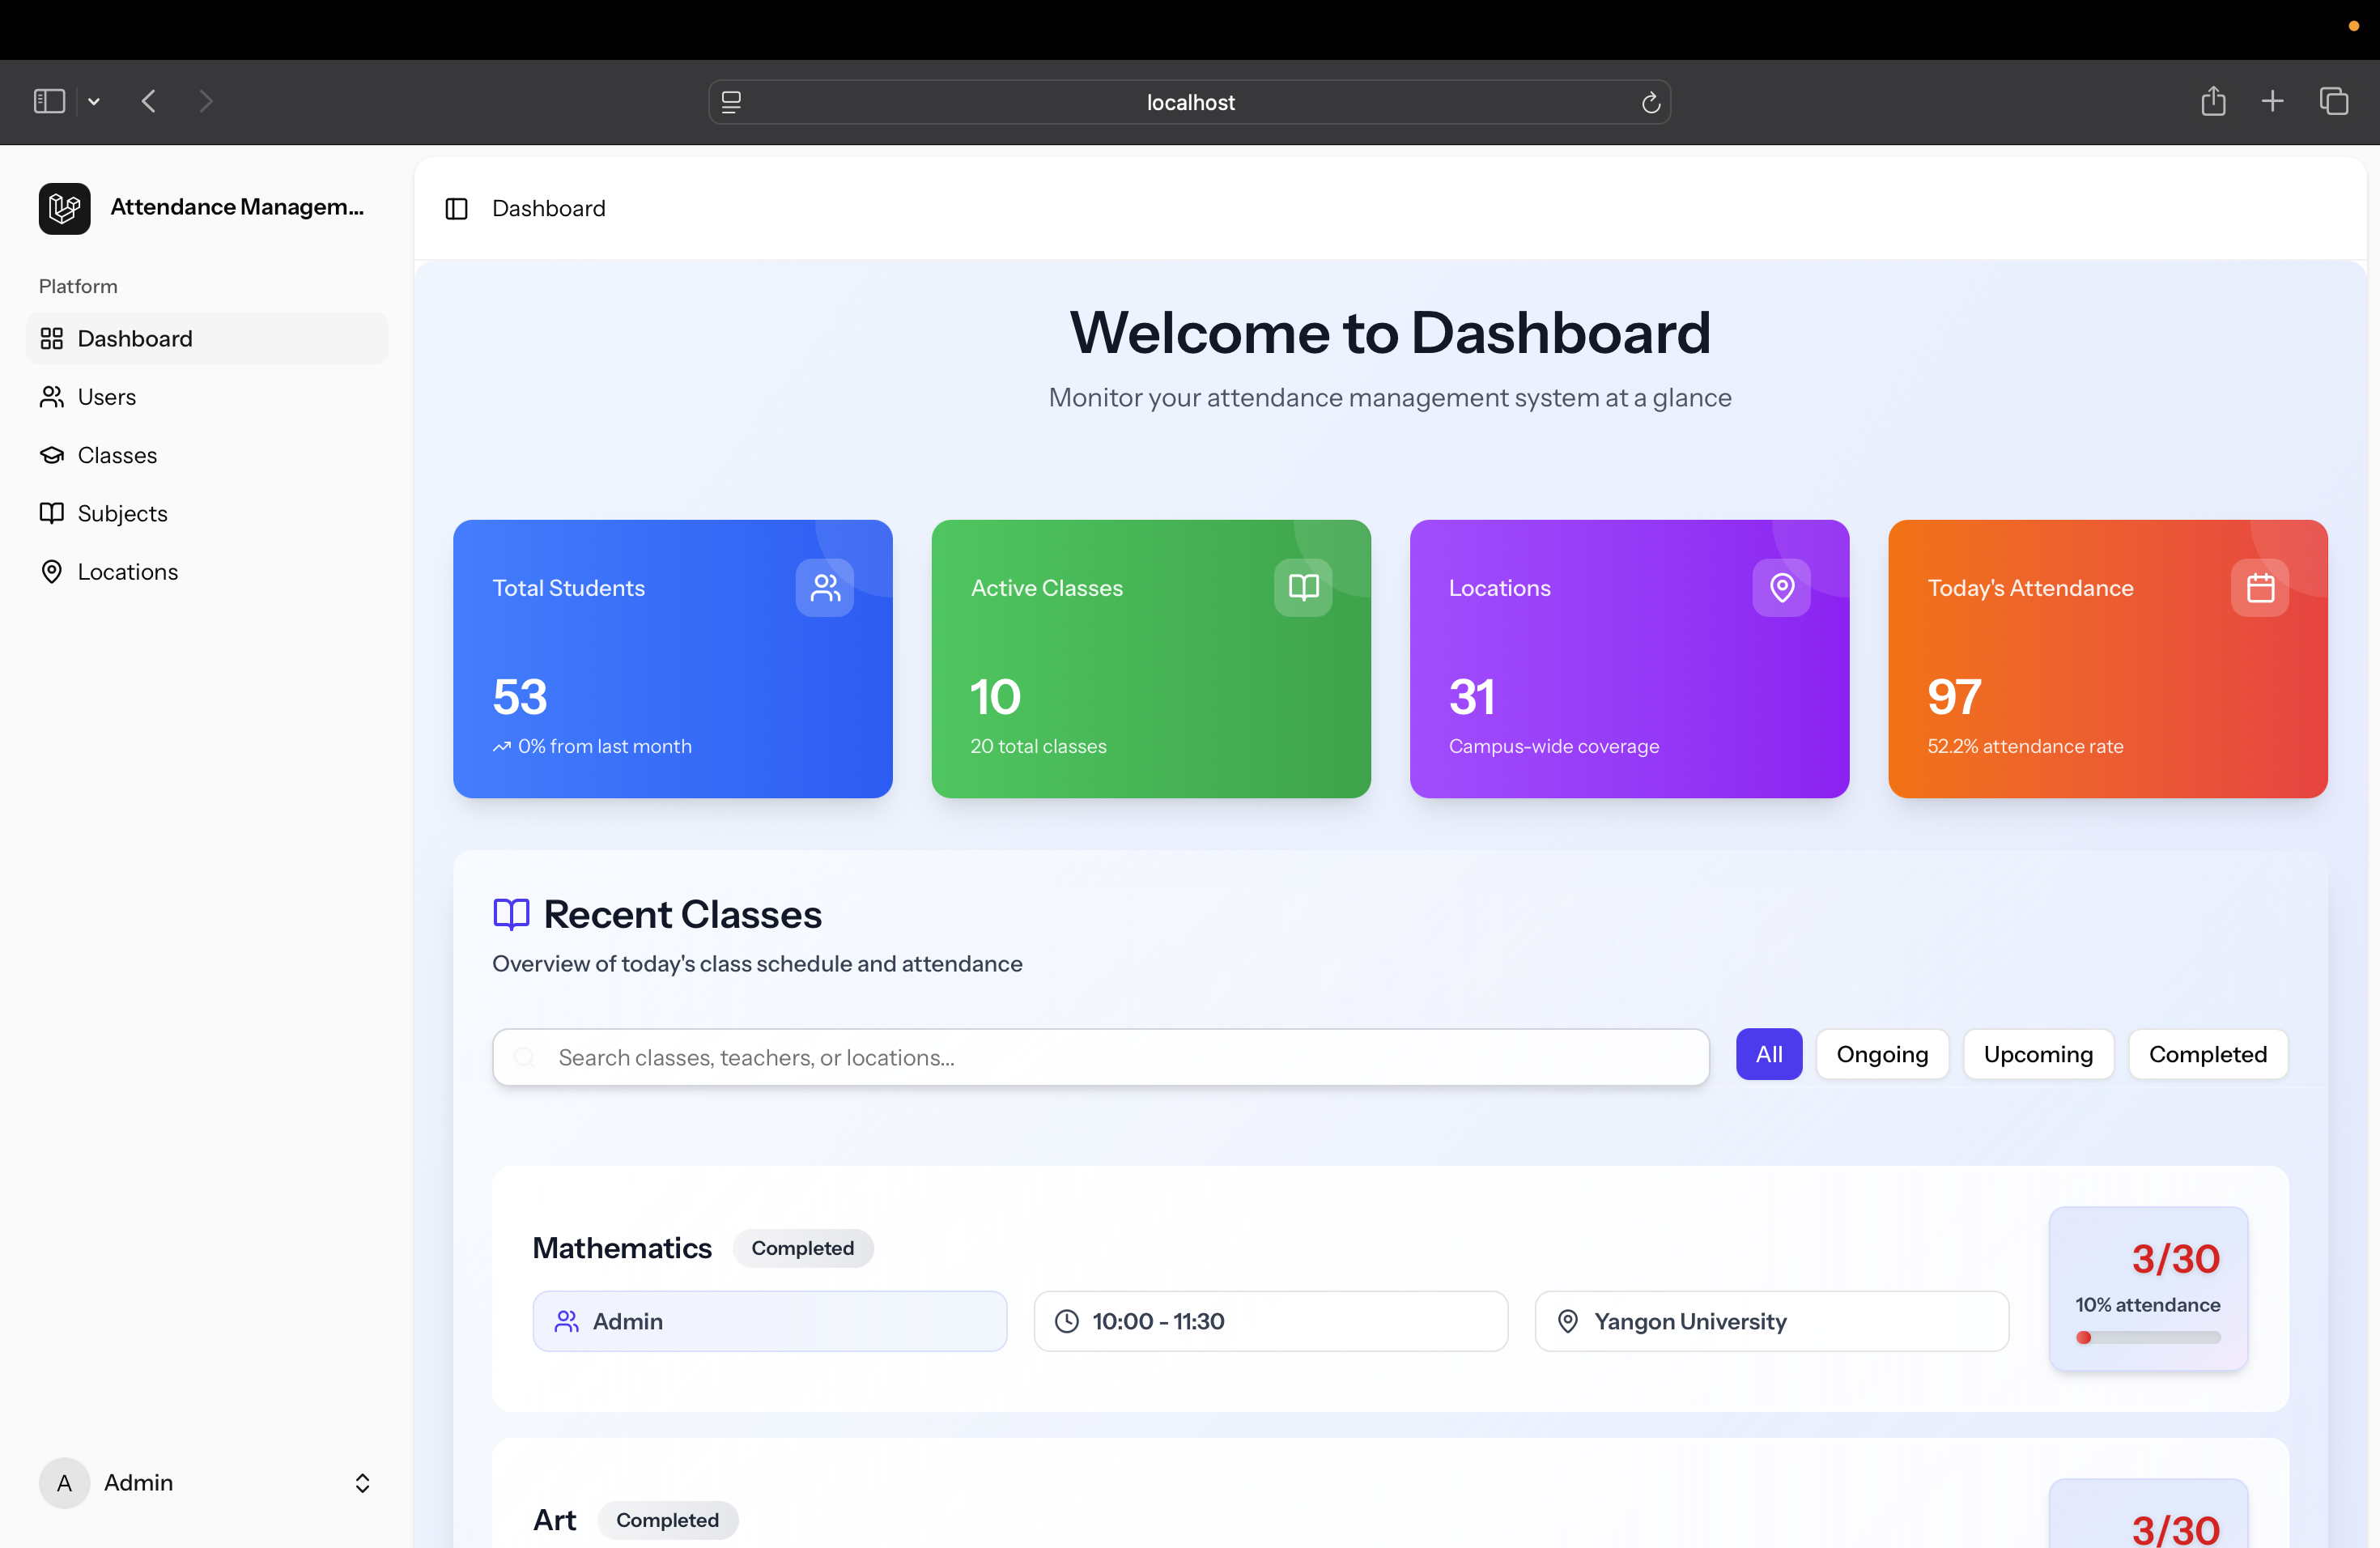 localhost
Attendance Managem...
Platform
Dashboard
Users
Classes
Subjects
Locations
A Admin
Dashboard
Welcome to Dashboard
Monitor your attendance management system at a glance
Total Students
53
0% from last month
Active Classes
10
20 total classes
Locations
31
Campus-wide coverage
Today's Attendance
97
52.2% attendance rate
Recent Classes
Overview of today's class schedule and attendance
Search classes, teachers, or locations...
All Ongoing Upcoming Completed
Mathematics Completed
Admin 10:00 - 11:30 Yangon University
3/30
10% attendance
Art Completed
3/30